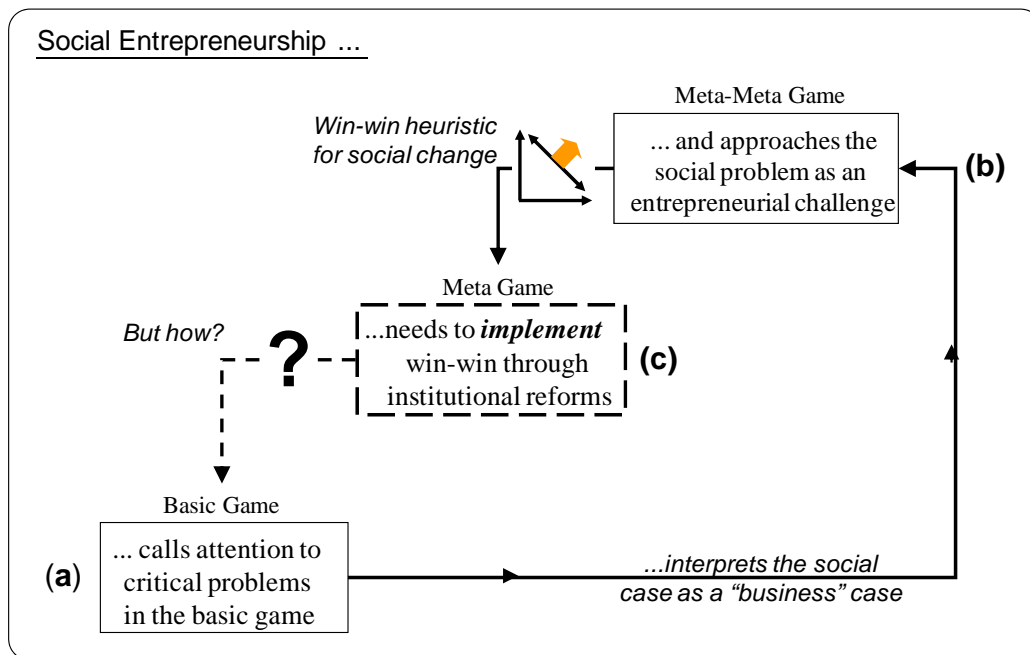 Social Entrepreneurship ...
Meta-Meta Game
Win-win heuristic
for social change
... and approaches the
social problem as an
entrepreneurial challenge
(b)
Meta Game
But how?
?
...needs to implement
win-win through
institutional reforms
(c)
Basic Game
(a)
... calls attention to
critical problems
in the basic game
...interprets the social
case as a “business” case